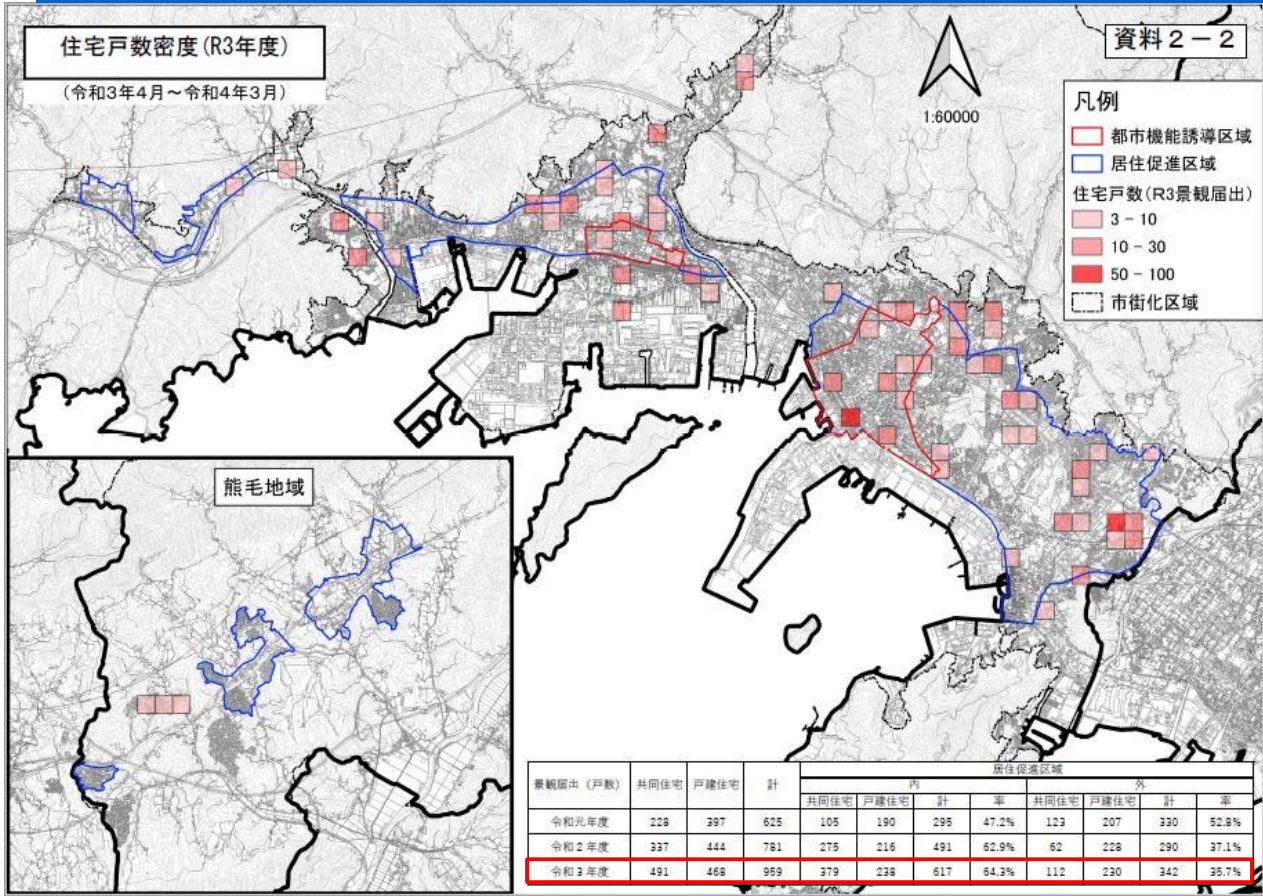 住宅戸数密度(R3年度)
(令和3年4月～令和4年3月)
1:60000
資料２－２
凡例
都市機能誘導区域
居住促進区域
住宅戸数(R3景観届出)
3 - 10
10 - 30
50 - 100
市街化区域
熊毛地域
景観届出（戸数） 共同住宅 戸建住宅 計 居住促進区域
内 外
共同住宅 戸建住宅 計 率 共同住宅 戸建住宅 計 率
令和元年度 228 397 625 105 190 295 47.2% 123 207 330 52.8%
令和２年度 337 444 781 275 216 491 62.9% 62 228 290 37.1%
令和３年度 491 468 959 379 238 617 64.3% 112 230 342 35.7%